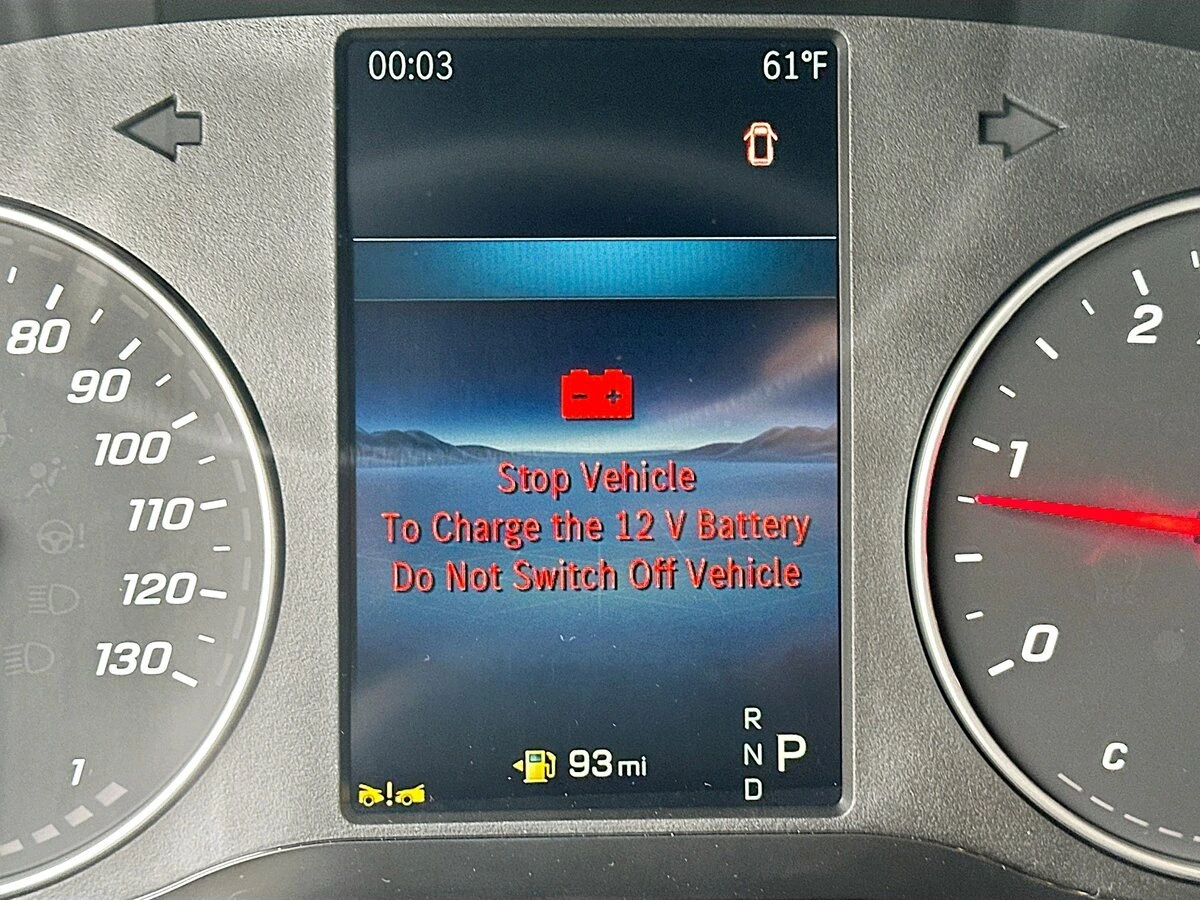 00:03 61°F
Stop Vehicle
To Charge the 12 V Battery
Do Not Switch Off Vehicle
93 mi
R
N P
D
80
90
100
110
120
130
1
2
1
0
C